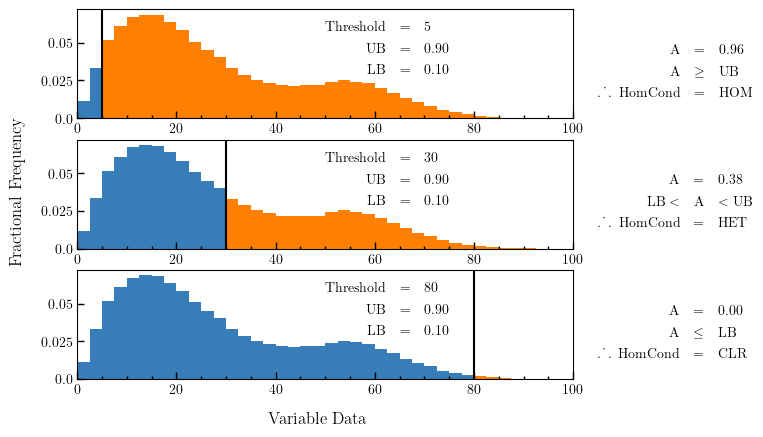 Threshold = 5
UB = 0.90
LB = 0.10
0.05
0.025
0.0
0 20 40 60 80 100
A = 0.96
A ≥ UB
∴ HomCond = HOM
Threshold = 30
UB = 0.90
LB = 0.10
0.05
0.025
0.0
0 20 40 60 80 100
A = 0.38
LB < A < UB
∴ HomCond = HET
Threshold = 80
UB = 0.90
LB = 0.10
0.05
0.025
0.0
0 20 40 60 80 100
A = 0.00
A ≤ LB
∴ HomCond = CLR
Fractional Frequency
Variable Data